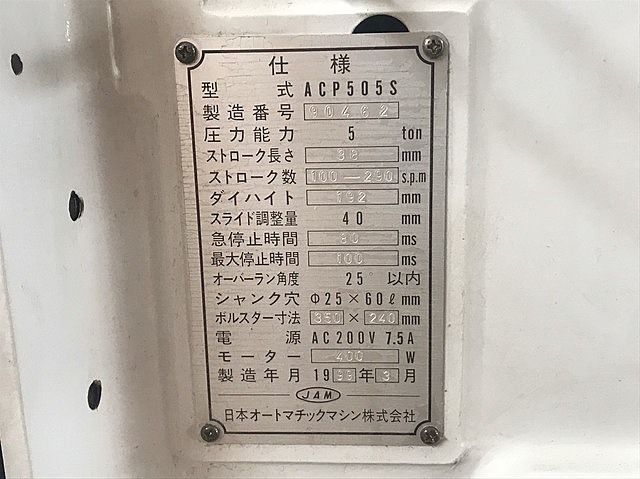 仕 様
型 式 ACP505S
製造番号 90462
圧力能力 5 ton
ストローク長さ 38 mm
ストローク数 100—290 s.p.m
ダイハイト 192 mm
スライド調整量 40 mm
急停止時間 80 ms
最大停止時間 100 ms
オーバーラン角度 25° 以内
シャンク穴 Φ25×60ℓ mm
ボルスター寸法 350×240 mm
電 源 AC200V 7.5A
モーター 400 W
製造年月 19 年 3 月
JAM
日本オートマチックマシン株式会社